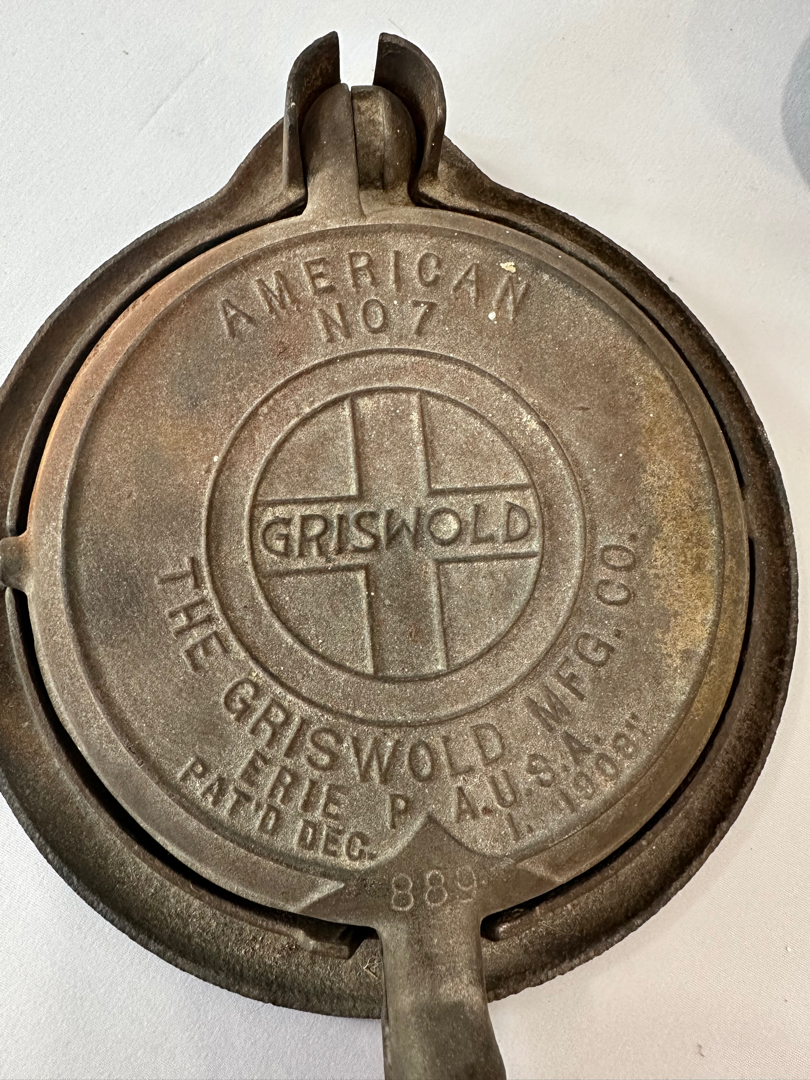 AMERICAN
NO 7
GRISWOLD
THE GRISWOLD MFG. CO.
ERIE PA. U.S.A.
PAT'D DEC. 1. 1908
889